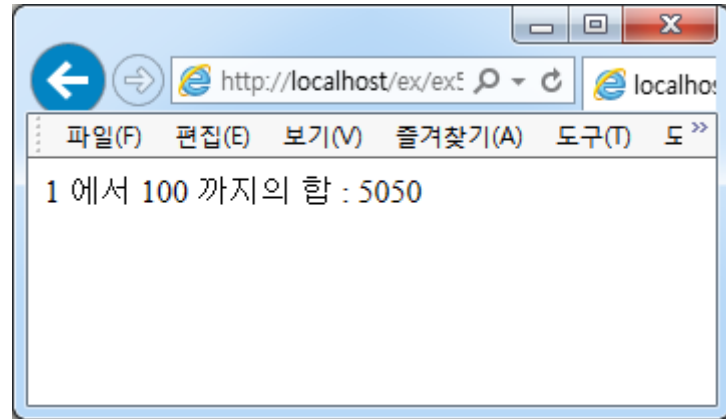 http://localhost/ex/ex5
localhos
파일(F) 편집(E) 보기(V) 즐겨찾기(A) 도구(T) 도 »
1 에서 100 까지의 합 : 5050